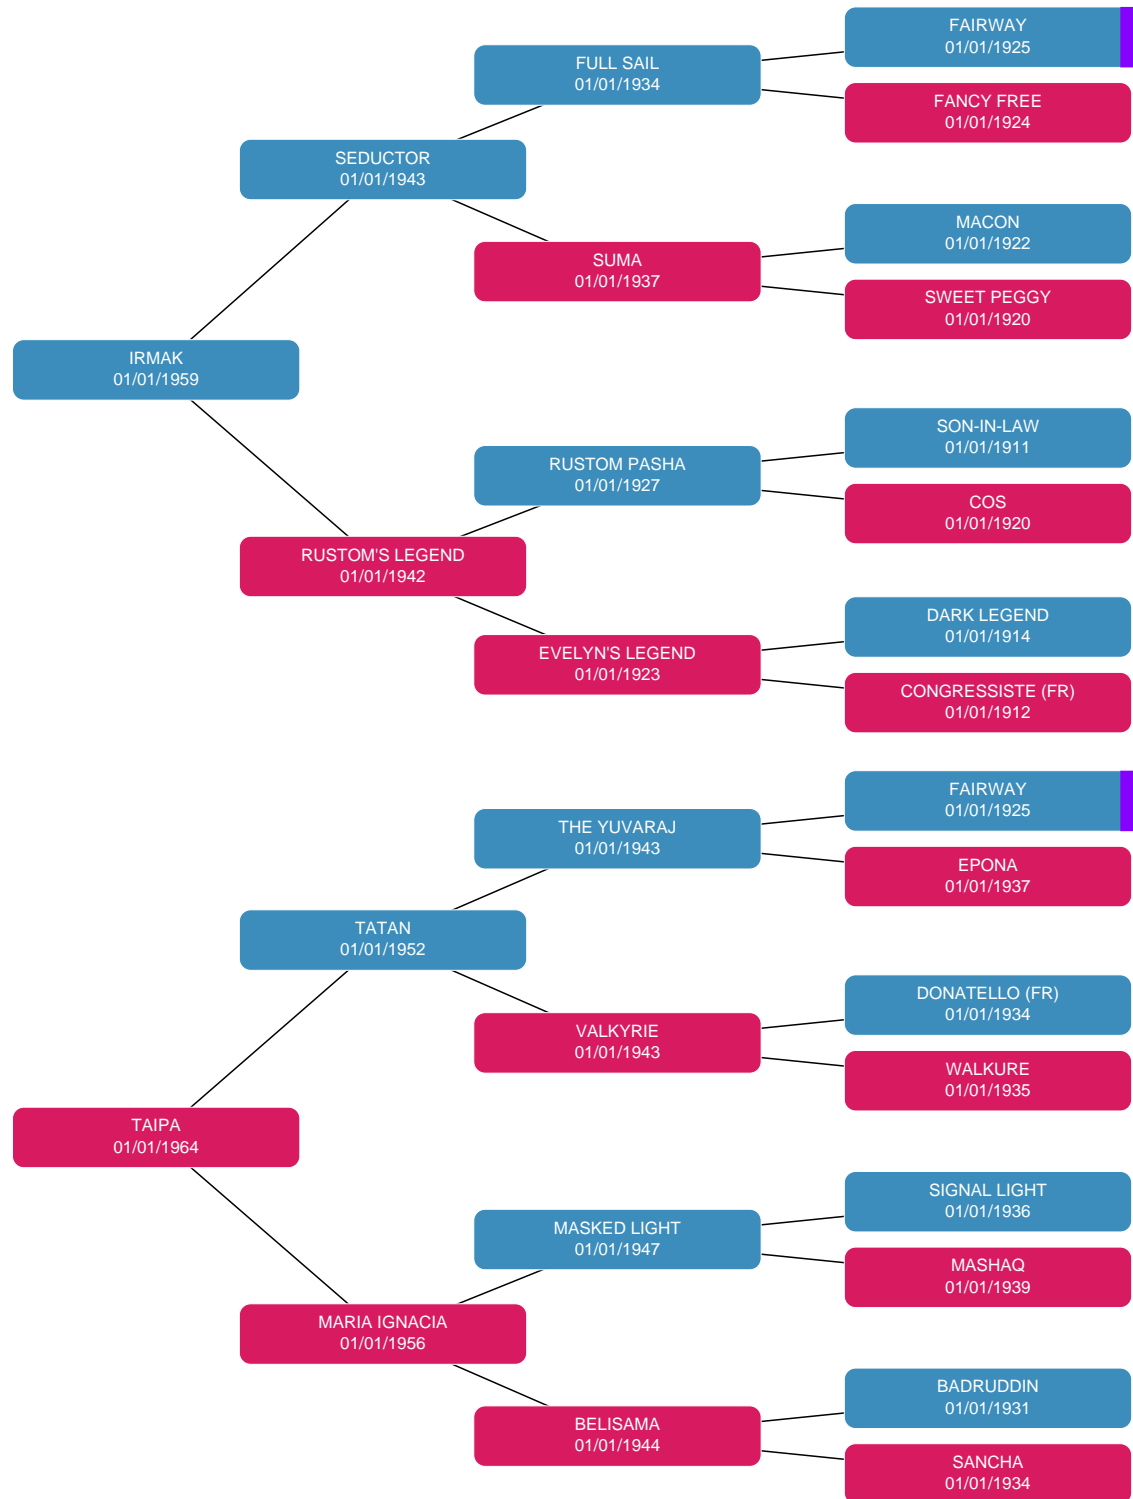 FAIRWAY
01/01/1925
FULL SAIL
01/01/1934
FANCY FREE
01/01/1924
SEDUCTOR
01/01/1943
MACON
01/01/1922
SUMA
01/01/1937
SWEET PEGGY
01/01/1920
IRMAK
01/01/1959
SON-IN-LAW
01/01/1911
RUSTOM PASHA
01/01/1927
COS
01/01/1920
RUSTOM'S LEGEND
01/01/1942
DARK LEGEND
01/01/1914
EVELYN'S LEGEND
01/01/1923
CONGRESSISTE (FR)
01/01/1912
FAIRWAY
01/01/1925
THE YUVARAJ
01/01/1943
EPONA
01/01/1937
TATAN
01/01/1952
DONATELLO (FR)
01/01/1934
VALKYRIE
01/01/1943
WALKURE
01/01/1935
TAIPA
01/01/1964
SIGNAL LIGHT
01/01/1936
MASKED LIGHT
01/01/1947
MASHAQ
01/01/1939
MARIA IGNACIA
01/01/1956
BADRUDDIN
01/01/1931
BELISAMA
01/01/1944
SANCHA
01/01/1934